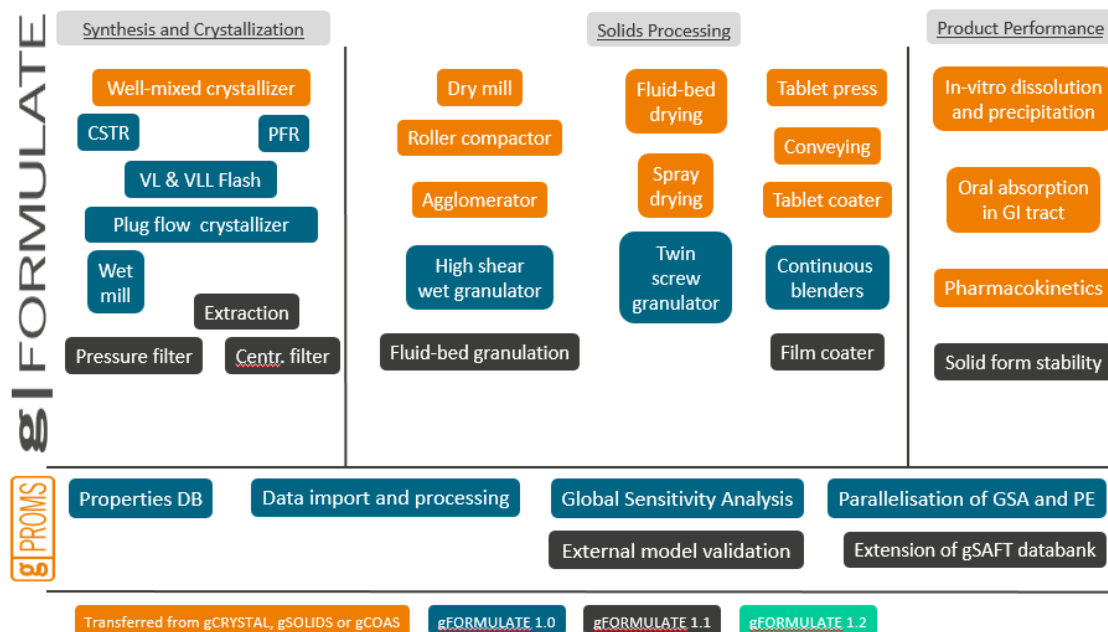 g|FORMULATE
Synthesis and Crystallization
Solids Processing
Product Performance
Well-mixed crystallizer
CSTR
PFR
VL & VLL Flash
Plug flow crystallizer
Wet
mill
Extraction
Pressure filter
Centr. filter
Dry mill
Roller compactor
Agglomerator
High shear
wet granulator
Fluid-bed granulation
Fluid-bed
drying
Spray
drying
Twin
screw
granulator
Tablet press
Conveying
Tablet coater
Continuous
blenders
Film coater
In-vitro dissolution
and precipitation
Oral absorption
in GI tract
Pharmacokinetics
Solid form stability
gPROMS
Properties DB
Data import and processing
Global Sensitivity Analysis
Parallelisation of GSA and PE
External model validation
Extension of gSAFT databank
Transferred from gCRYSTAL, gSOLIDS or gCOAS
gFORMULATE 1.0
gFORMULATE 1.1
gFORMULATE 1.2